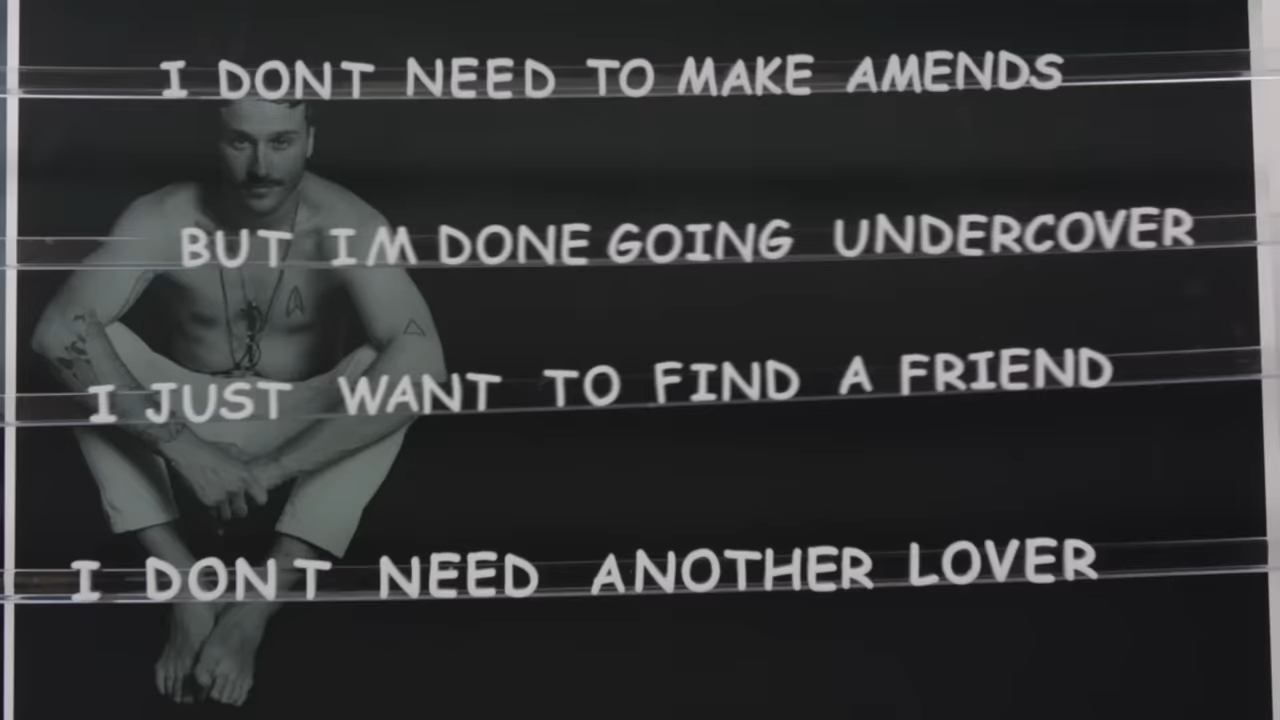 I DONT NEED TO MAKE AMENDS
BUT IM DONE GOING UNDERCOVER
I JUST WANT TO FIND A FRIEND
I DONT NEED ANOTHER LOVER